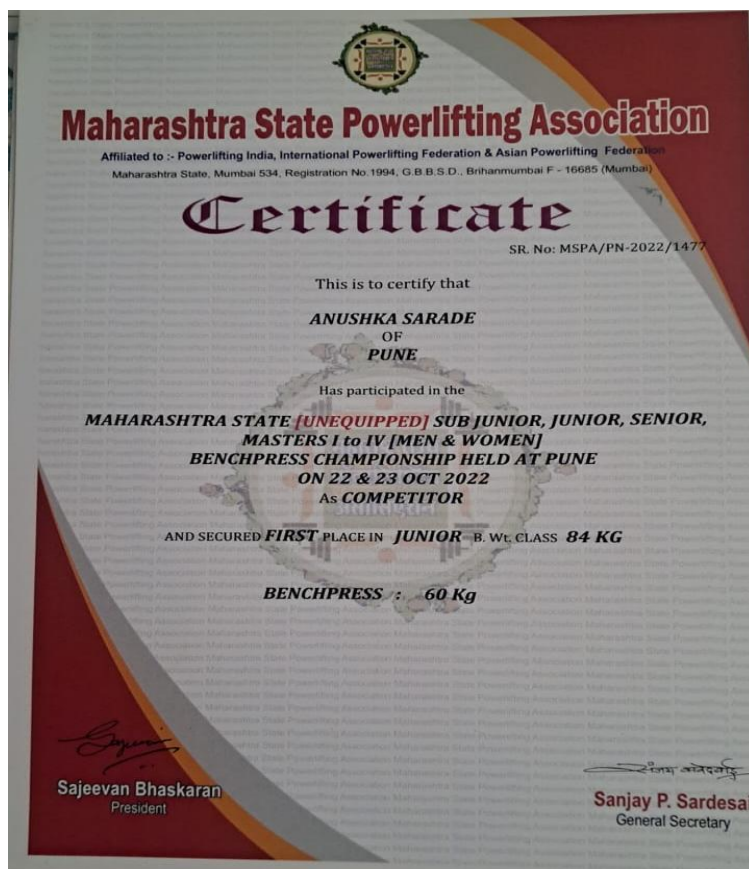 Maharashtra State Powerlifting Association
Affiliated to :- Powerlifting India, International Powerlifting Federation & Asian Powerlifting Federation
Maharashtra State, Mumbai 534, Registration No.1994, G.B.B.S.D., Brihanmumbai F - 16685 (Mumbai)
Certificate
SR. No: MSPA/PN-2022/1477
This is to certify that
ANUSHKA SARADE
OF
PUNE
Has participated in the
MAHARASHTRA STATE [UNEQUIPPED] SUB JUNIOR, JUNIOR, SENIOR,
MASTERS I to IV [MEN & WOMEN]
BENCHPRESS CHAMPIONSHIP HELD AT PUNE
ON 22 & 23 OCT 2022
As COMPETITOR
AND SECURED FIRST PLACE IN JUNIOR B. Wt. CLASS 84 KG
BENCHPRESS : 60 Kg
Sajeevan Bhaskaran
President
Sanjay P. Sardesai
General Secretary